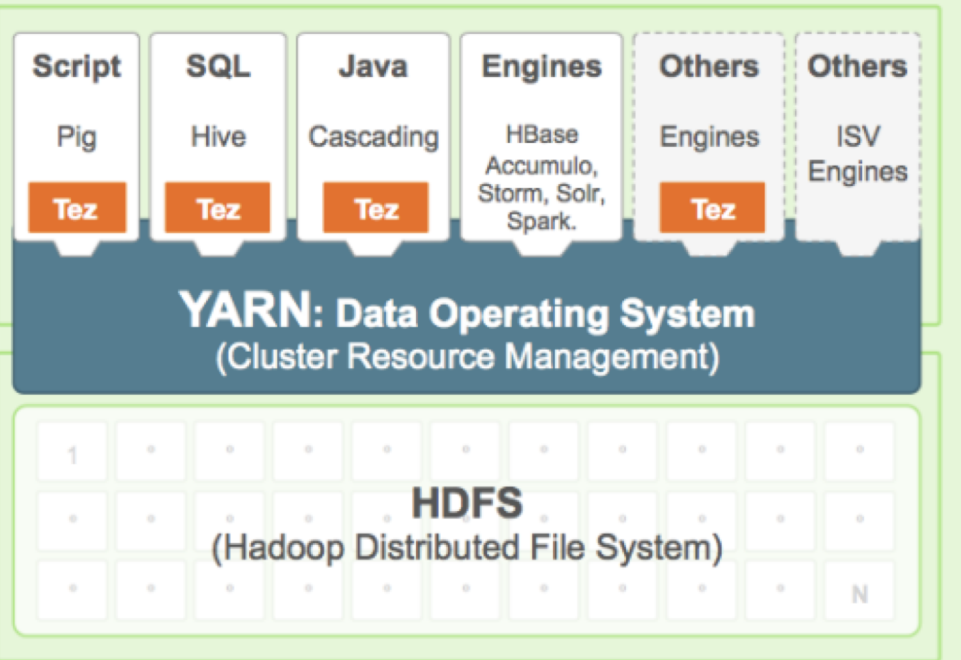 Script
Pig
Tez
SQL
Hive
Tez
Java
Cascading
Tez
Engines
HBase
Accumulo,
Storm, Solr,
Spark.
Others
Engines
Tez
Others
ISV
Engines
YARN: Data Operating System
(Cluster Resource Management)
1
HDFS
(Hadoop Distributed File System)
N